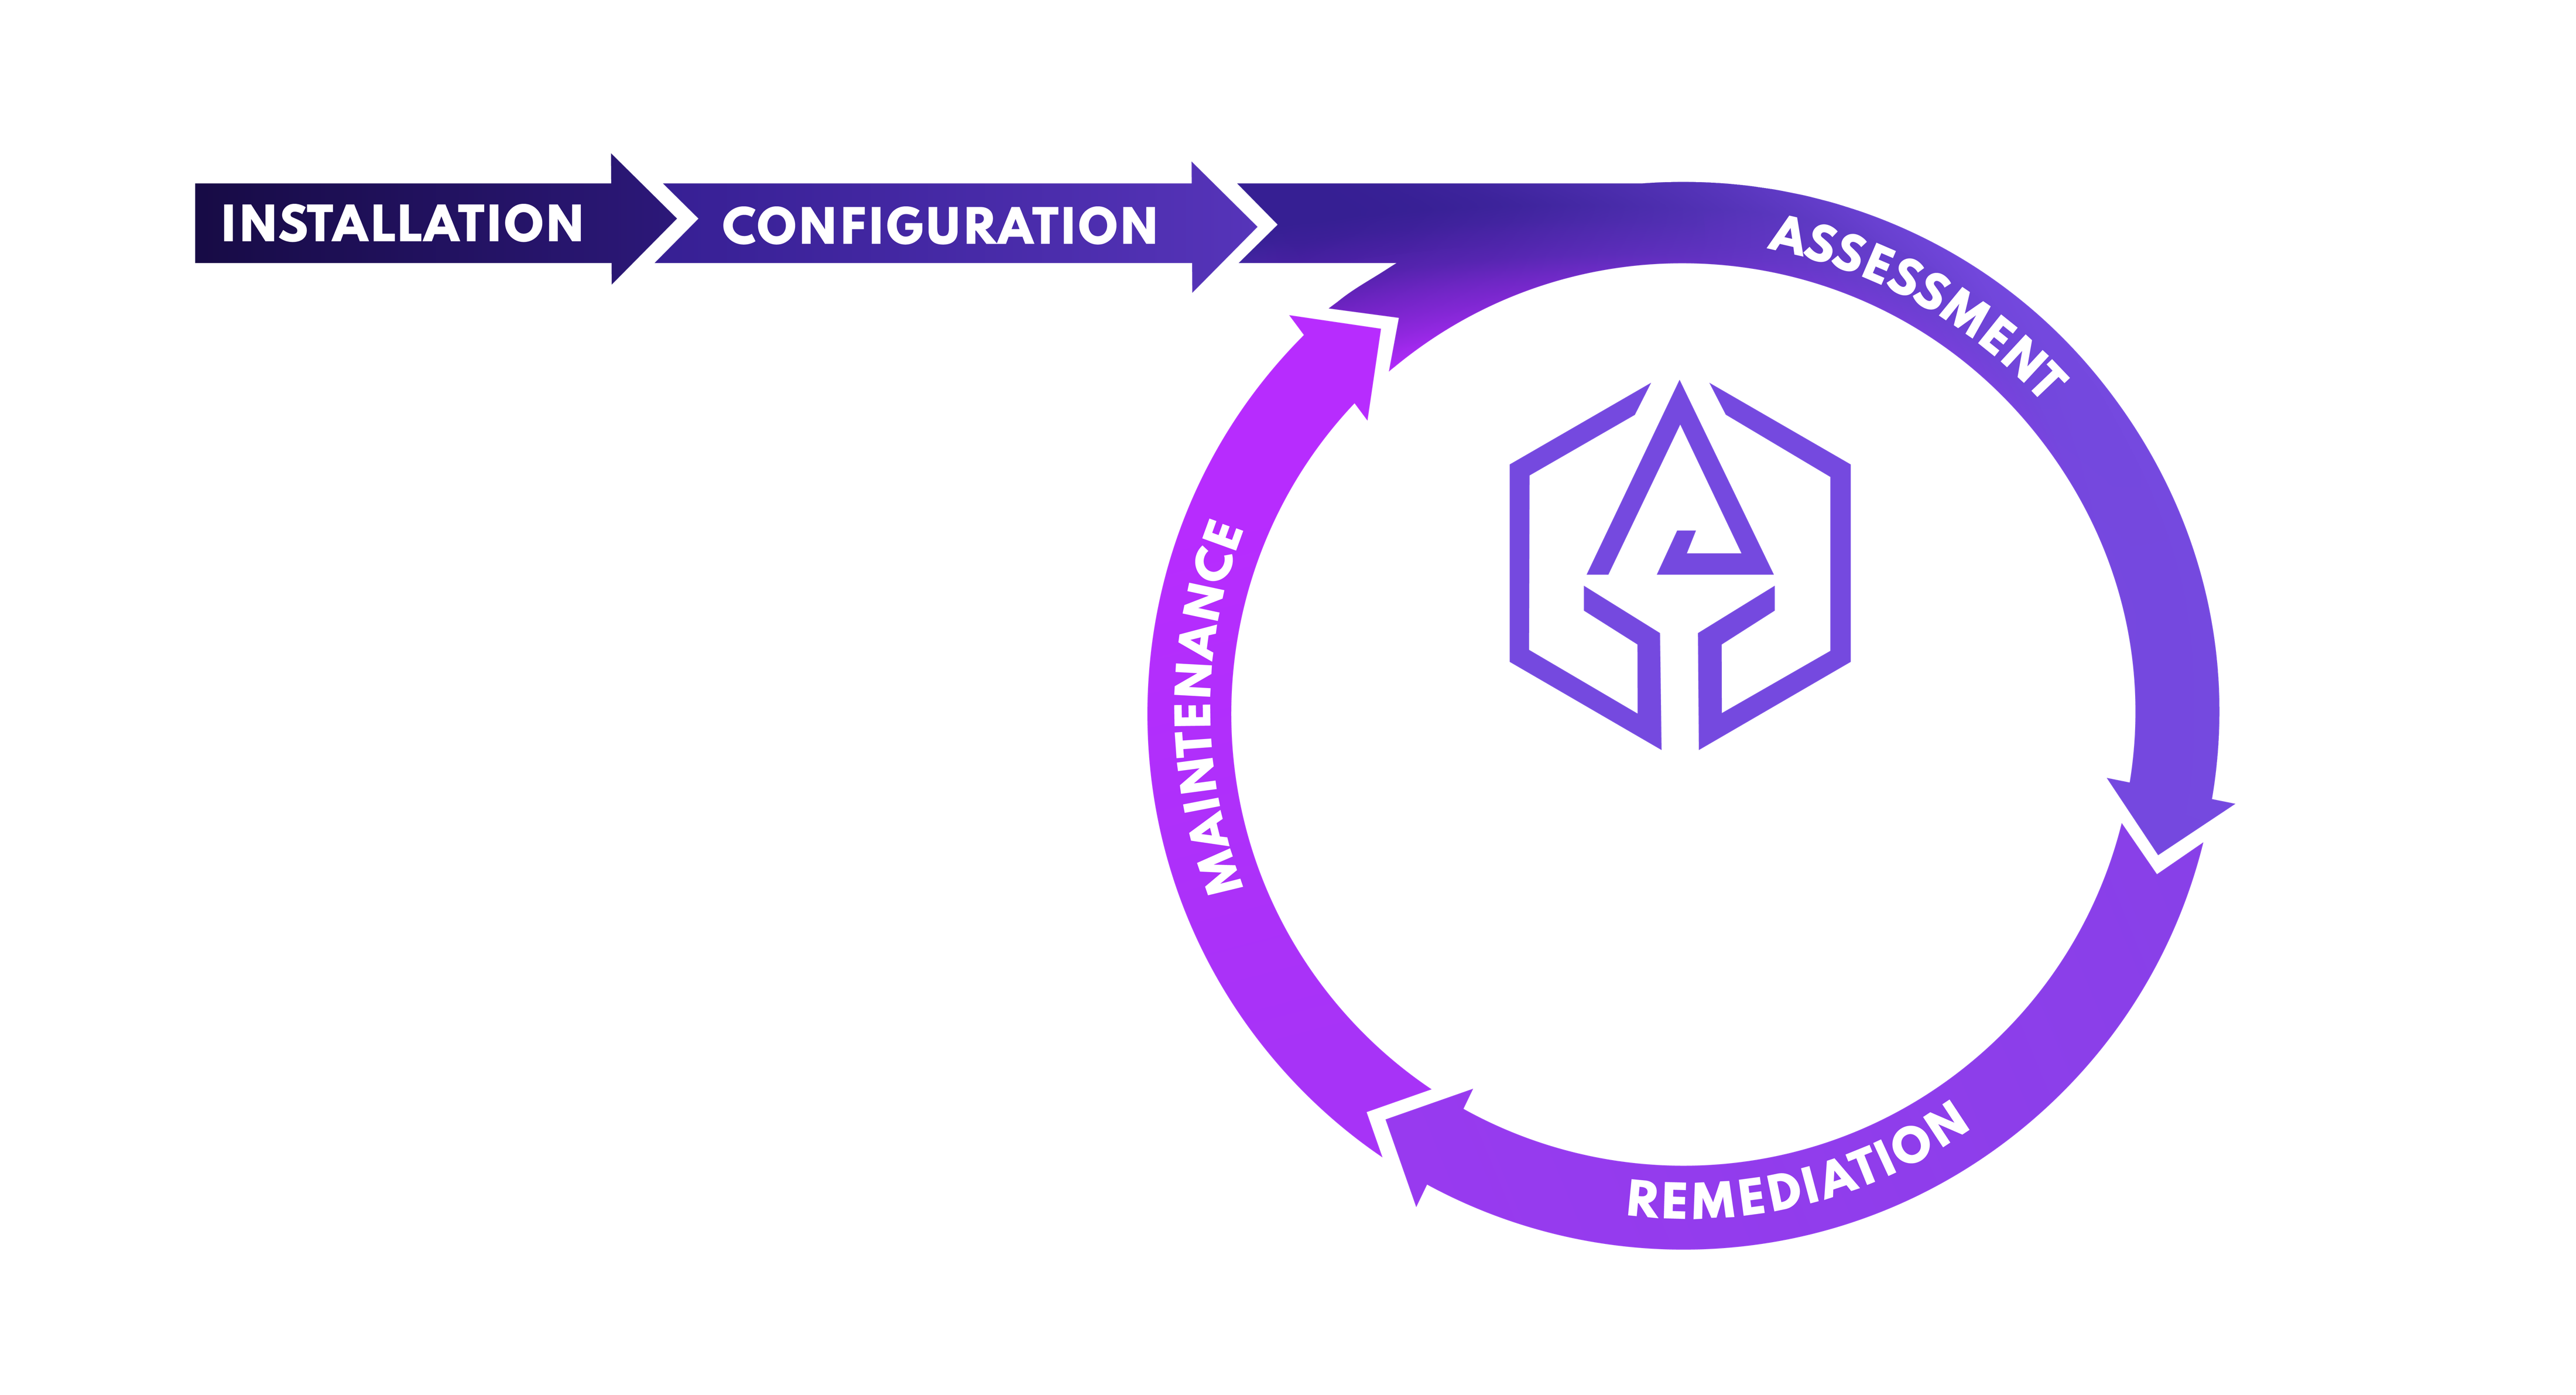 INSTALLATION
CONFIGURATION
ASSESSMENT
REMEDIATION
MAINTENANCE